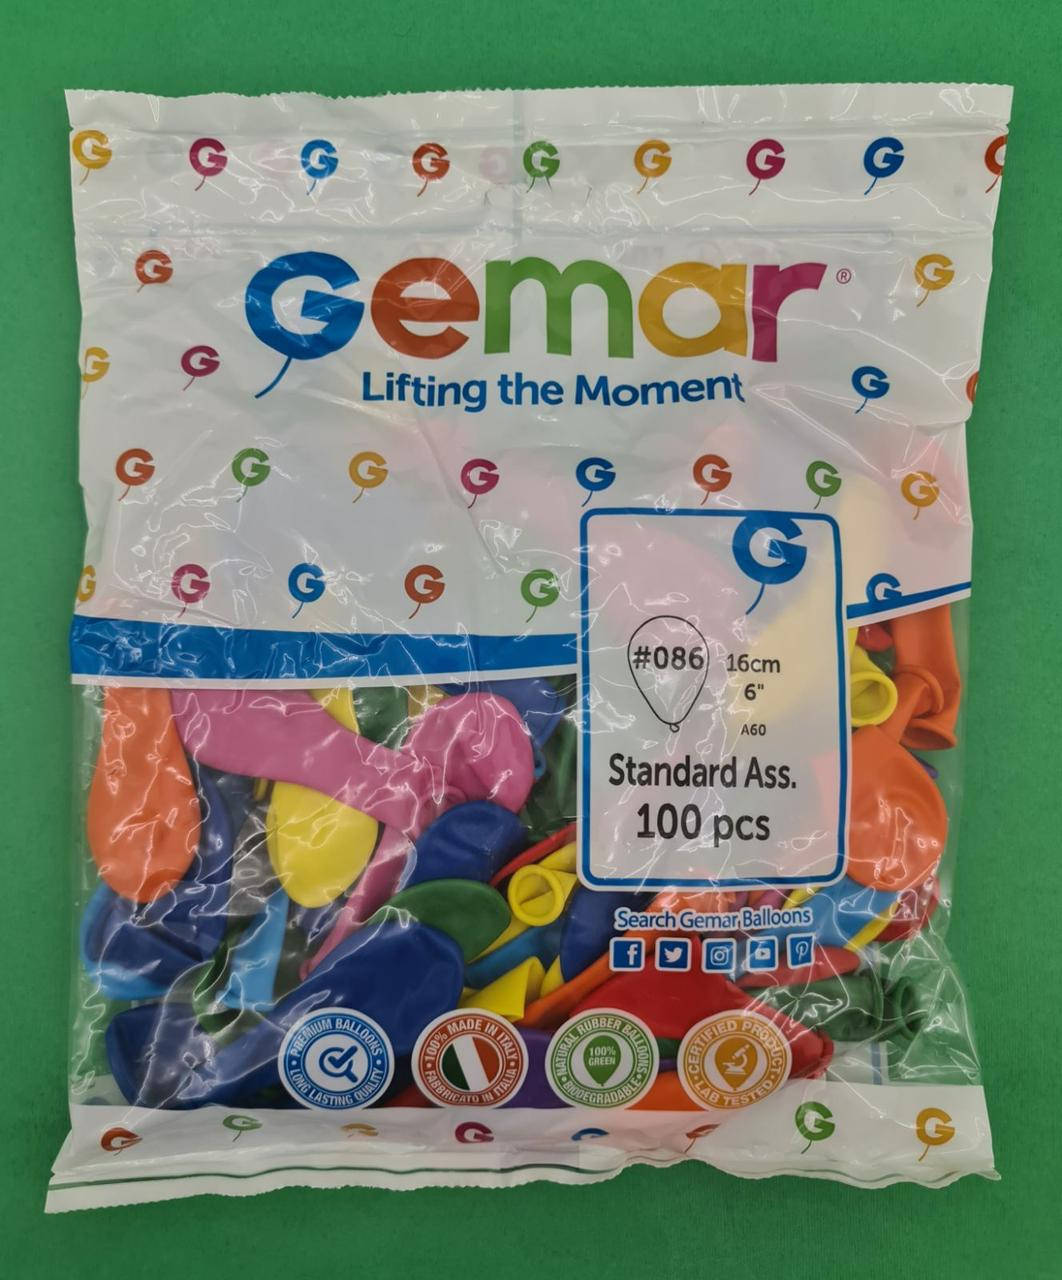 G G G G G G G G G
G Gemar® G
G G Lifting the Moment G
G G G G G G G G
G G G G G G G
#086 16cm
6"
A60
Standard Ass.
100 pcs
Search Gemar Balloons
PREMIUM BALLOONS • LONG LASTING QUALITY •
100% MADE IN ITALY • FABBRICATO IN ITALIA •
NATURAL RUBBER BALLOONS • BIODEGRADABLE •
100% GREEN
CERTIFIED PRODUCT • LAB TESTED •
G G G G G G G G